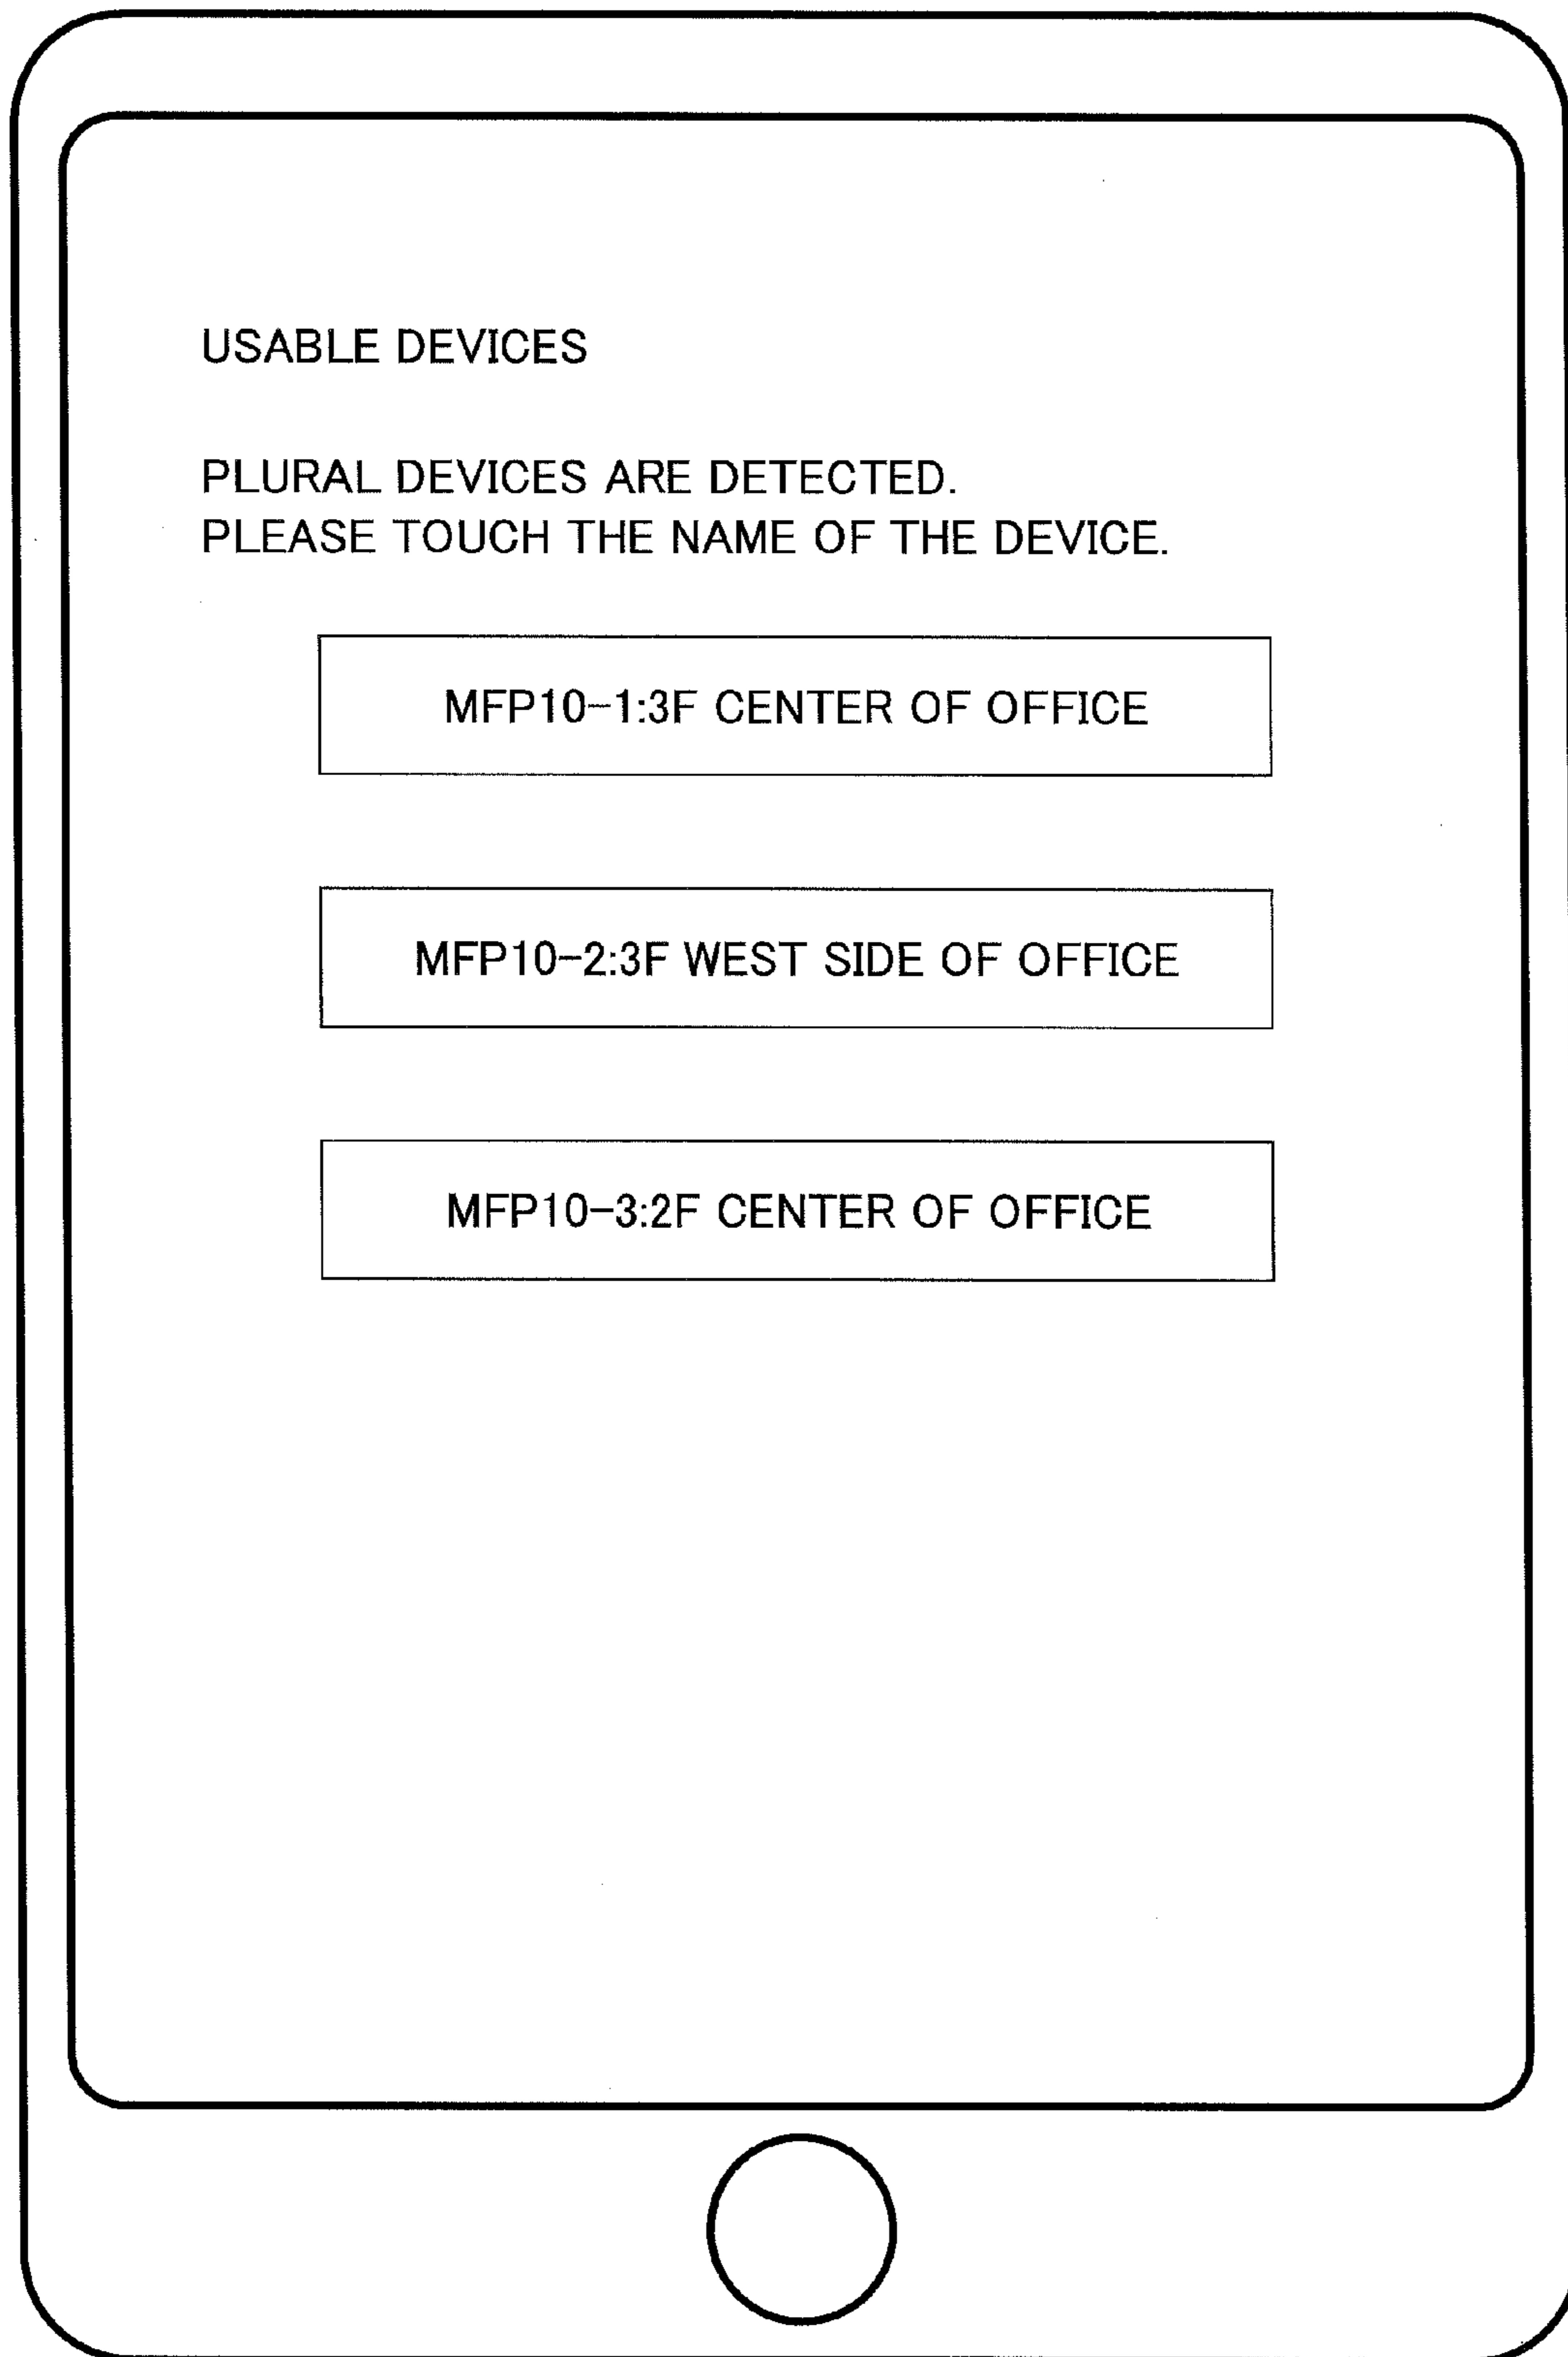 USABLE DEVICES
PLURAL DEVICES ARE DETECTED.
PLEASE TOUCH THE NAME OF THE DEVICE.
MFP10-1:3F CENTER OF OFFICE
MFP10-2:3F WEST SIDE OF OFFICE
MFP10-3:2F CENTER OF OFFICE